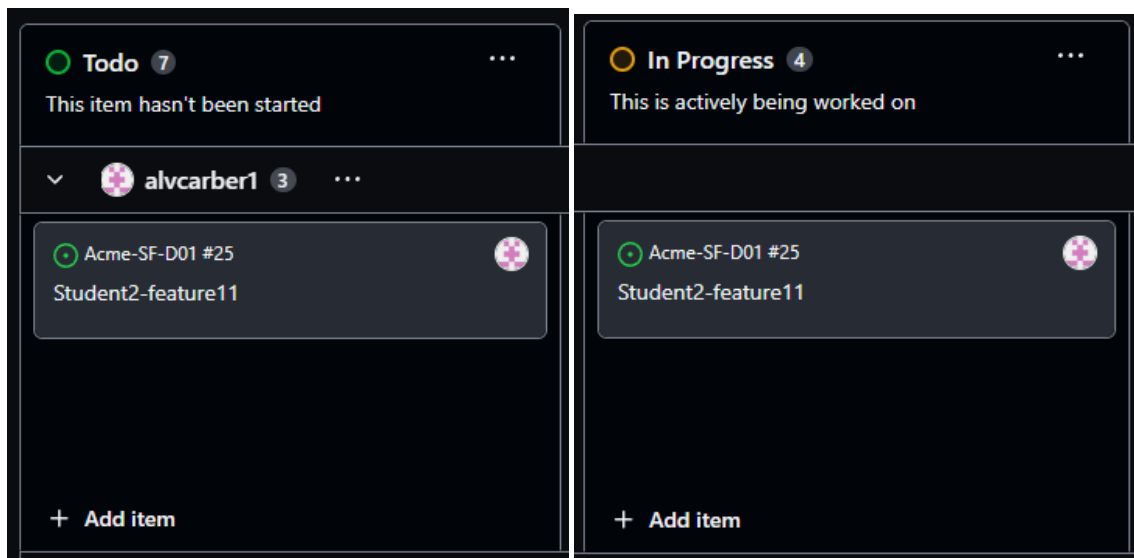 Todo 7
This item hasn't been started
alvcarber1 3
Acme-SF-D01 #25
Student2-feature11
+ Add item
In Progress 4
This is actively being worked on
Acme-SF-D01 #25
Student2-feature11
+ Add item